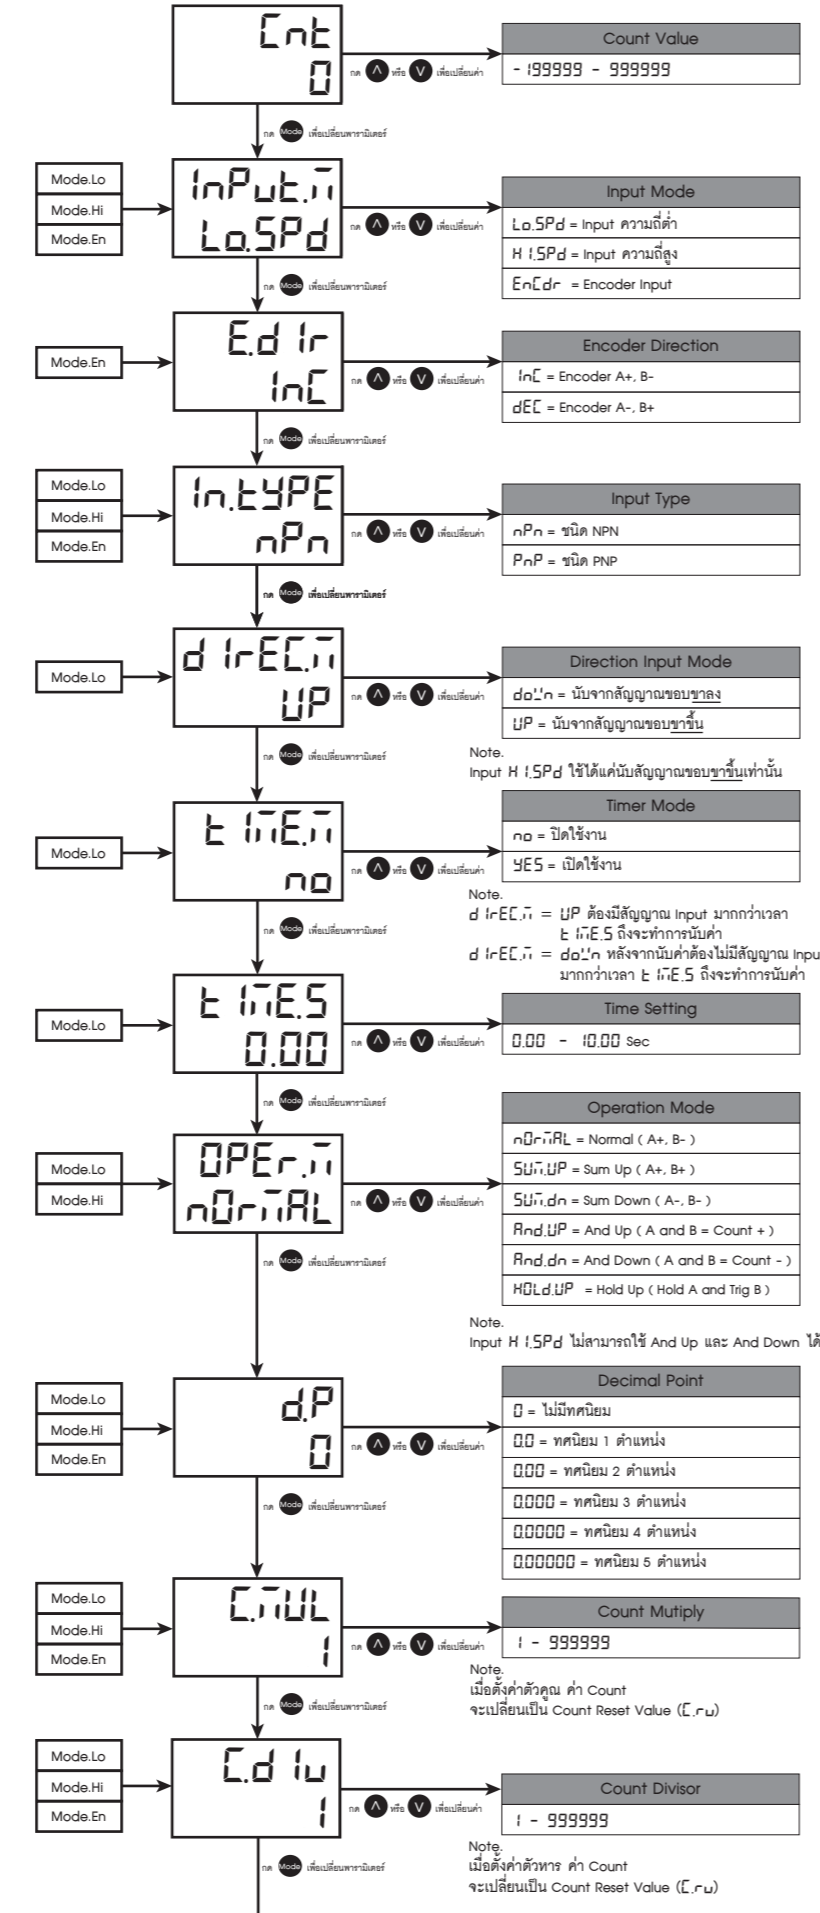 Cnt
0
กด ∧ หรือ ∨ เพื่อเปลี่ยนค่า
Count Value
-199999 - 999999
กด Mode เพื่อเปลี่ยนพารามิเตอร์
Mode.Lo
Mode.Hi
Mode.En
InPut.m
Lo.SPd
กด ∧ หรือ ∨ เพื่อเปลี่ยนค่า
Input Mode
Lo.SPd = Input ความถี่ต่ำ
HI.SPd = Input ความถี่สูง
EnCdr = Encoder Input
กด Mode เพื่อเปลี่ยนพารามิเตอร์
Mode.En
E.dIr
InC
กด ∧ หรือ ∨ เพื่อเปลี่ยนค่า
Encoder Direction
InC = Encoder A+, B-
dEC = Encoder A-, B+
กด Mode เพื่อเปลี่ยนพารามิเตอร์
Mode.Lo
Mode.Hi
Mode.En
In.tYPE
nPn
กด ∧ หรือ ∨ เพื่อเปลี่ยนค่า
Input Type
nPn = ชนิด NPN
PnP = ชนิด PNP
กด Mode เพื่อเปลี่ยนพารามิเตอร์
Mode.Lo
dIrEC.m
UP
กด ∧ หรือ ∨ เพื่อเปลี่ยนค่า
Direction Input Mode
doWn = นับจากสัญญาณขอบขาลง
UP = นับจากสัญญาณขอบขาขึ้น
Note.
Input HI.SPd ใช้ได้แค่นับสัญญาณขอบขาขึ้นเท่านั้น
กด Mode เพื่อเปลี่ยนพารามิเตอร์
Mode.Lo
tImE.m
no
กด ∧ หรือ ∨ เพื่อเปลี่ยนค่า
Timer Mode
no = ปิดใช้งาน
YES = เปิดใช้งาน
Note.
dIrEC.m = UP ต้องมีสัญญาณ Input มากกว่าเวลา
tImE.S ถึงจะทำการนับค่า
dIrEC.m = doWn หลังจากนับค่าต้องไม่มีสัญญาณ Inpu
มากกว่าเวลา tImE.S ถึงจะทำการนับค่า
กด Mode เพื่อเปลี่ยนพารามิเตอร์
Mode.Lo
tImE.S
0.00
กด ∧ หรือ ∨ เพื่อเปลี่ยนค่า
Time Setting
0.00 - 10.00 Sec
กด Mode เพื่อเปลี่ยนพารามิเตอร์
Mode.Lo
Mode.Hi
OPEr.m
nOrmAL
กด ∧ หรือ ∨ เพื่อเปลี่ยนค่า
Operation Mode
nOrmAL = Normal ( A+, B- )
SUm.UP = Sum Up ( A+, B+ )
SUm.dn = Sum Down ( A-, B- )
And.UP = And Up ( A and B = Count + )
And.dn = And Down ( A and B = Count - )
HOLd.UP = Hold Up ( Hold A and Trig B )
Note.
Input HI.SPd ไม่สามารถใช้ And Up และ And Down ได้
กด Mode เพื่อเปลี่ยนพารามิเตอร์
Mode.Lo
Mode.Hi
Mode.En
d.P
0
กด ∧ หรือ ∨ เพื่อเปลี่ยนค่า
Decimal Point
0 = ไม่มีทศนิยม
0.0 = ทศนิยม 1 ตำแหน่ง
0.00 = ทศนิยม 2 ตำแหน่ง
0.000 = ทศนิยม 3 ตำแหน่ง
0.0000 = ทศนิยม 4 ตำแหน่ง
0.00000 = ทศนิยม 5 ตำแหน่ง
กด Mode เพื่อเปลี่ยนพารามิเตอร์
Mode.Lo
Mode.Hi
Mode.En
C.mUL
1
กด ∧ หรือ ∨ เพื่อเปลี่ยนค่า
Count Mutiply
1 - 999999
Note.
เมื่อตั้งค่าตัวคูณ ค่า Count
จะเปลี่ยนเป็น Count Reset Value (C.ru)
กด Mode เพื่อเปลี่ยนพารามิเตอร์
Mode.Lo
Mode.Hi
Mode.En
C.dIu
1
กด ∧ หรือ ∨ เพื่อเปลี่ยนค่า
Count Divisor
1 - 999999
Note.
เมื่อตั้งค่าตัวหาร ค่า Count
จะเปลี่ยนเป็น Count Reset Value (C.ru)
กด Mode เพื่อเปลี่ยนพารามิเตอร์